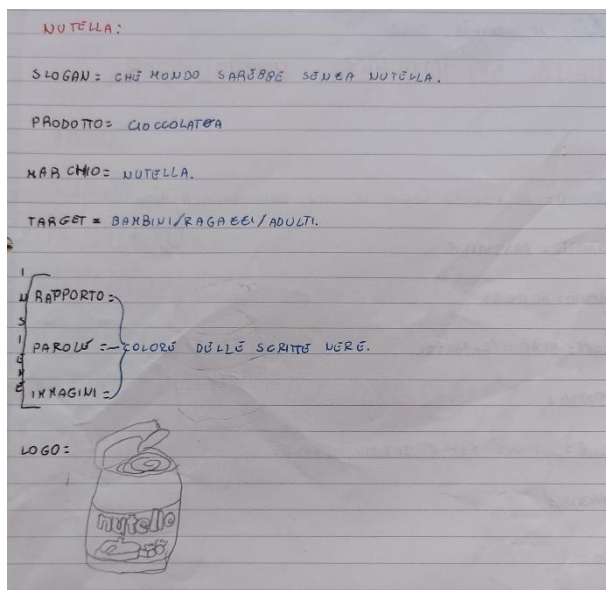 NUTELLA:
SLOGAN= CHE MONDO SAREBBE SENZA NUTELLA.
PRODOTTO= CIOCCOLATA
MARCHIO= NUTELLA.
TARGET= BAMBINI/RAGAZZI/ADULTI.
INSIEME
RAPPORTO=
PAROLE=-COLORE DELLE SCRITTE NERE.
IMMAGINI=
LOGO:
nutella